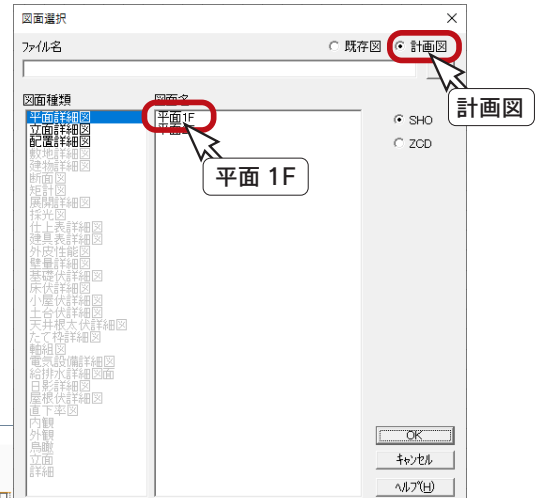 図面選択
ファイル名
既存図
計画図
計画図
図面種類
図面名
平面詳細図
立面詳細図
配置詳細図
敷地詳細図
建物詳細図
断面図
矩計図
展開詳細図
採光図
仕上表詳細図
建具表詳細図
外皮性能図
壁量詳細図
基礎伏詳細図
床伏詳細図
小屋伏詳細図
土台伏詳細図
天井根太伏詳細図
たて枠詳細図
軸組図
電気設備詳細図
給排水詳細図面
日影詳細図
屋根伏詳細図
直下率図
内観
外観
鳥瞰
立面
詳細
平面1F
平面 1F
SHO
ZCD
OK
キャンセル
ヘルプ(H)